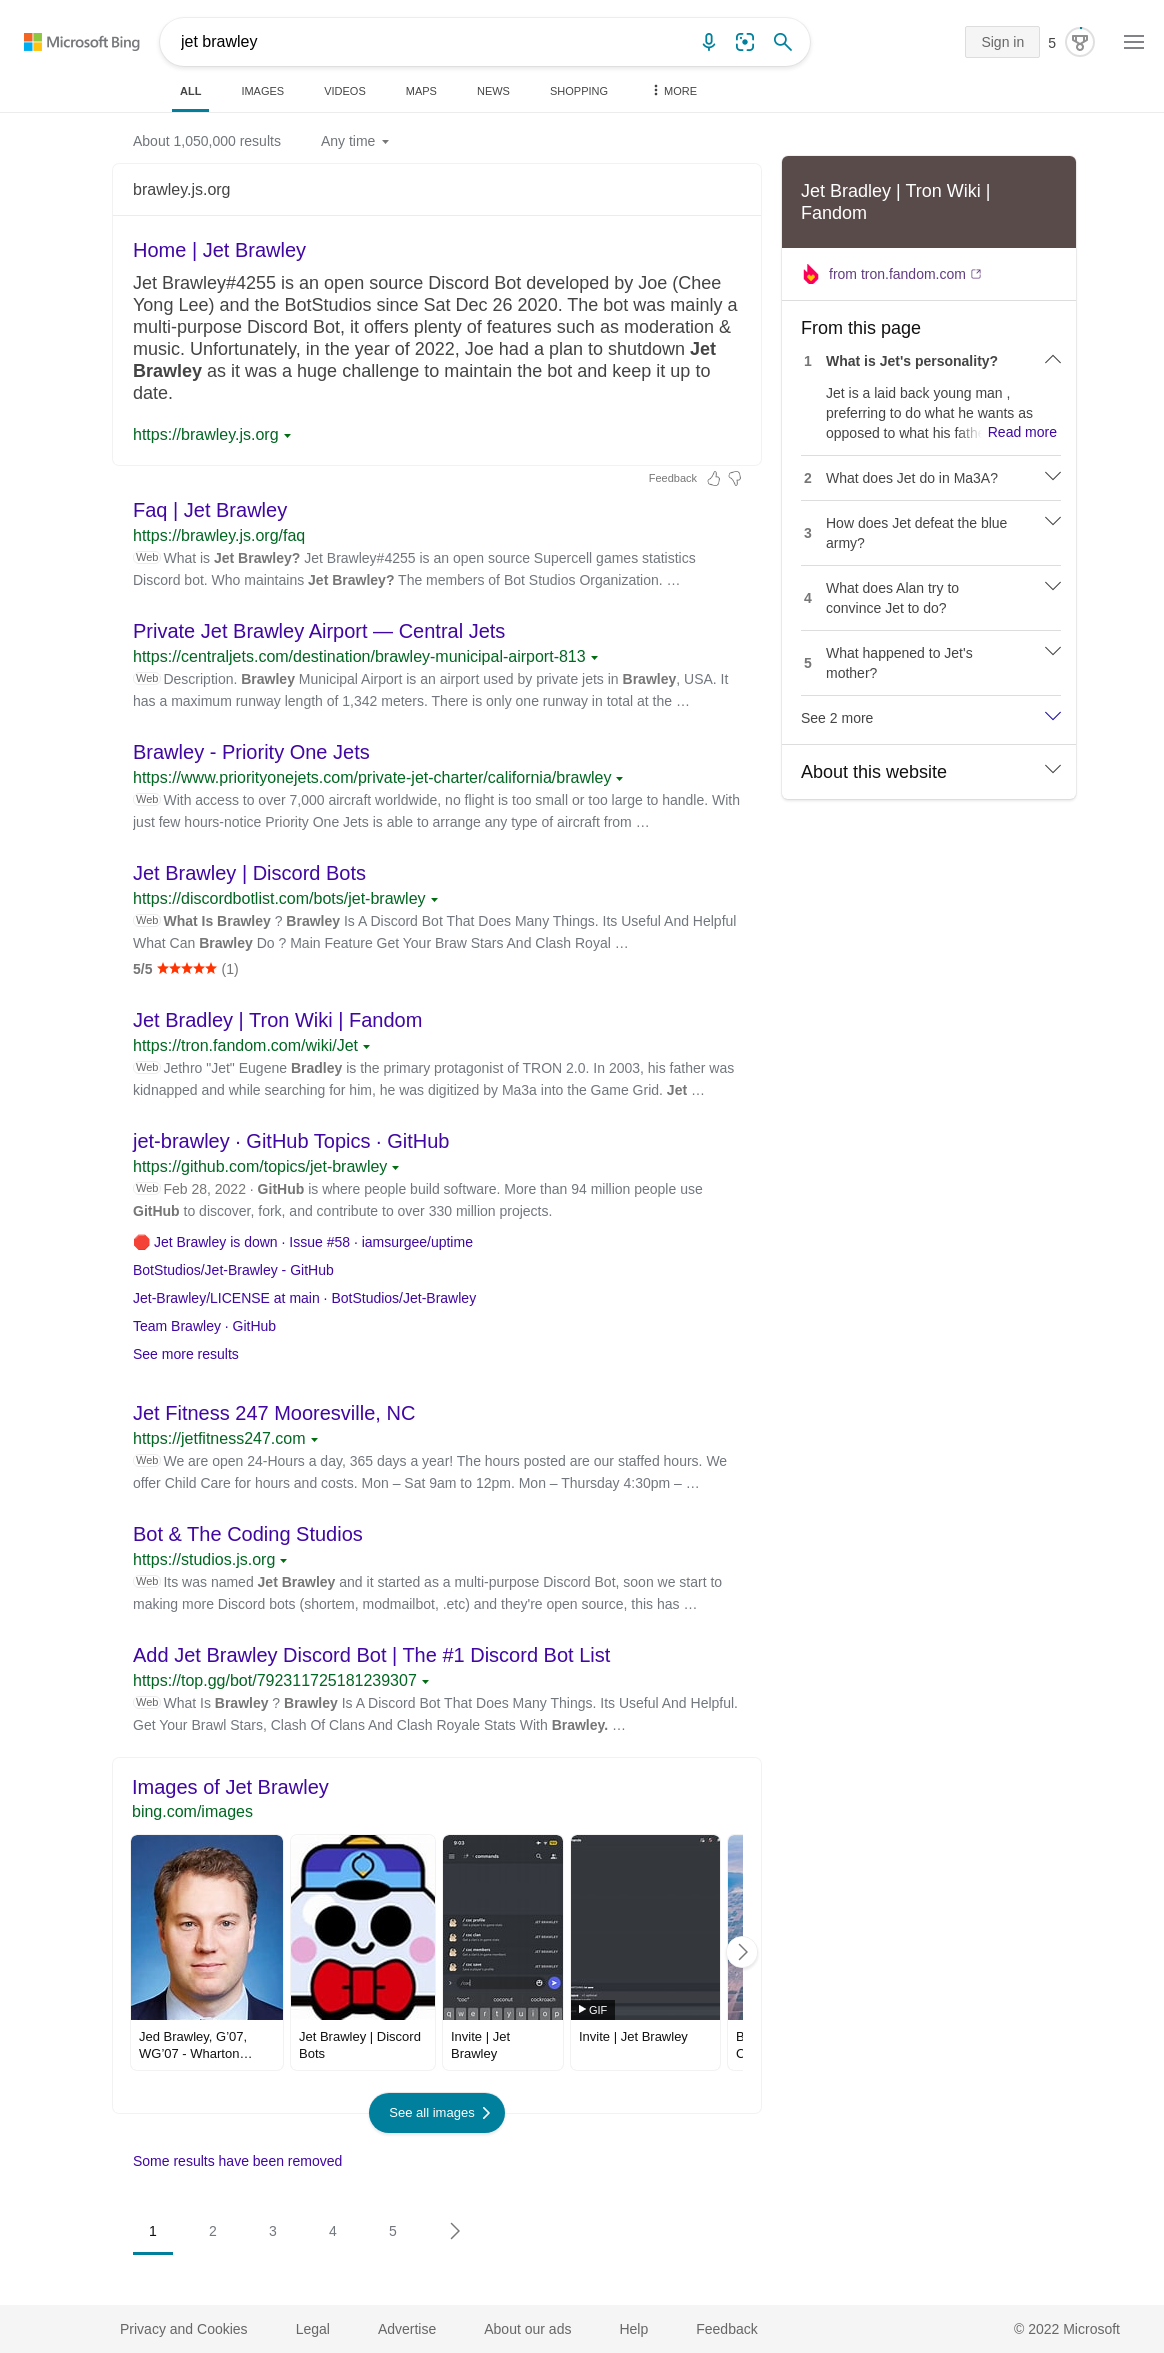 Microsoft Bing
jet brawley
Sign in
5
ALL
IMAGES
VIDEOS
MAPS
NEWS
SHOPPING
MORE
About 1,050,000 results
Any time
brawley.js.org
Home | Jet Brawley
Jet Brawley#4255 is an open source Discord Bot developed by Joe (Chee
Yong Lee) and the BotStudios since Sat Dec 26 2020. The bot was mainly a
multi-purpose Discord Bot, it offers plenty of features such as moderation &
music. Unfortunately, in the year of 2022, Joe had a plan to shutdown Jet
Brawley as it was a huge challenge to maintain the bot and keep it up to
date.
https://brawley.js.org
Feedback
Faq | Jet Brawley
https://brawley.js.org/faq
Web What is Jet Brawley? Jet Brawley#4255 is an open source Supercell games statistics
Discord bot. Who maintains Jet Brawley? The members of Bot Studios Organization. …
Private Jet Brawley Airport — Central Jets
https://centraljets.com/destination/brawley-municipal-airport-813
Web Description. Brawley Municipal Airport is an airport used by private jets in Brawley, USA. It
has a maximum runway length of 1,342 meters. There is only one runway in total at the …
Brawley - Priority One Jets
https://www.priorityonejets.com/private-jet-charter/california/brawley
Web With access to over 7,000 aircraft worldwide, no flight is too small or too large to handle. With
just few hours-notice Priority One Jets is able to arrange any type of aircraft from …
Jet Brawley | Discord Bots
https://discordbotlist.com/bots/jet-brawley
Web What Is Brawley ? Brawley Is A Discord Bot That Does Many Things. Its Useful And Helpful
What Can Brawley Do ? Main Feature Get Your Braw Stars And Clash Royal …
5/5 ★★★★★ (1)
Jet Bradley | Tron Wiki | Fandom
https://tron.fandom.com/wiki/Jet
Web Jethro "Jet" Eugene Bradley is the primary protagonist of TRON 2.0. In 2003, his father was
kidnapped and while searching for him, he was digitized by Ma3a into the Game Grid. Jet …
jet-brawley · GitHub Topics · GitHub
https://github.com/topics/jet-brawley
Web Feb 28, 2022 · GitHub is where people build software. More than 94 million people use
GitHub to discover, fork, and contribute to over 330 million projects.
🛑 Jet Brawley is down · Issue #58 · iamsurgee/uptime
BotStudios/Jet-Brawley - GitHub
Jet-Brawley/LICENSE at main · BotStudios/Jet-Brawley
Team Brawley · GitHub
See more results
Jet Fitness 247 Mooresville, NC
https://jetfitness247.com
Web We are open 24-Hours a day, 365 days a year! The hours posted are our staffed hours. We
offer Child Care for hours and costs. Mon – Sat 9am to 12pm. Mon – Thursday 4:30pm – …
Bot & The Coding Studios
https://studios.js.org
Web Its was named Jet Brawley and it started as a multi-purpose Discord Bot, soon we start to
making more Discord bots (shortem, modmailbot, .etc) and they're open source, this has …
Add Jet Brawley Discord Bot | The #1 Discord Bot List
https://top.gg/bot/792311725181239307
Web What Is Brawley ? Brawley Is A Discord Bot That Does Many Things. Its Useful And Helpful.
Get Your Brawl Stars, Clash Of Clans And Clash Royale Stats With Brawley. …
Images of Jet Brawley
bing.com/images
9:03
commands
/ coc profile
JET BRAWLEY
/ coc clan
JET BRAWLEY
/ coc members
JET BRAWLEY
/ coc save
JET BRAWLEY
/coc
"coc" coconut cockroach
q w e r t y u i o p
GIF
Jed Brawley, G’07,
WG’07 - Wharton…
Jet Brawley | Discord
Bots
Invite | Jet
Brawley
Invite | Jet Brawley
See all images
Some results have been removed
1
2
3
4
5
Jet Bradley | Tron Wiki |
Fandom
from tron.fandom.com
From this page
1 What is Jet's personality?
Jet is a laid back young man ,
preferring to do what he wants as
opposed to what his fath Read more
2 What does Jet do in Ma3A?
3 How does Jet defeat the blue
army?
4 What does Alan try to
convince Jet to do?
5 What happened to Jet's
mother?
See 2 more
About this website
Privacy and Cookies
Legal
Advertise
About our ads
Help
Feedback
© 2022 Microsoft